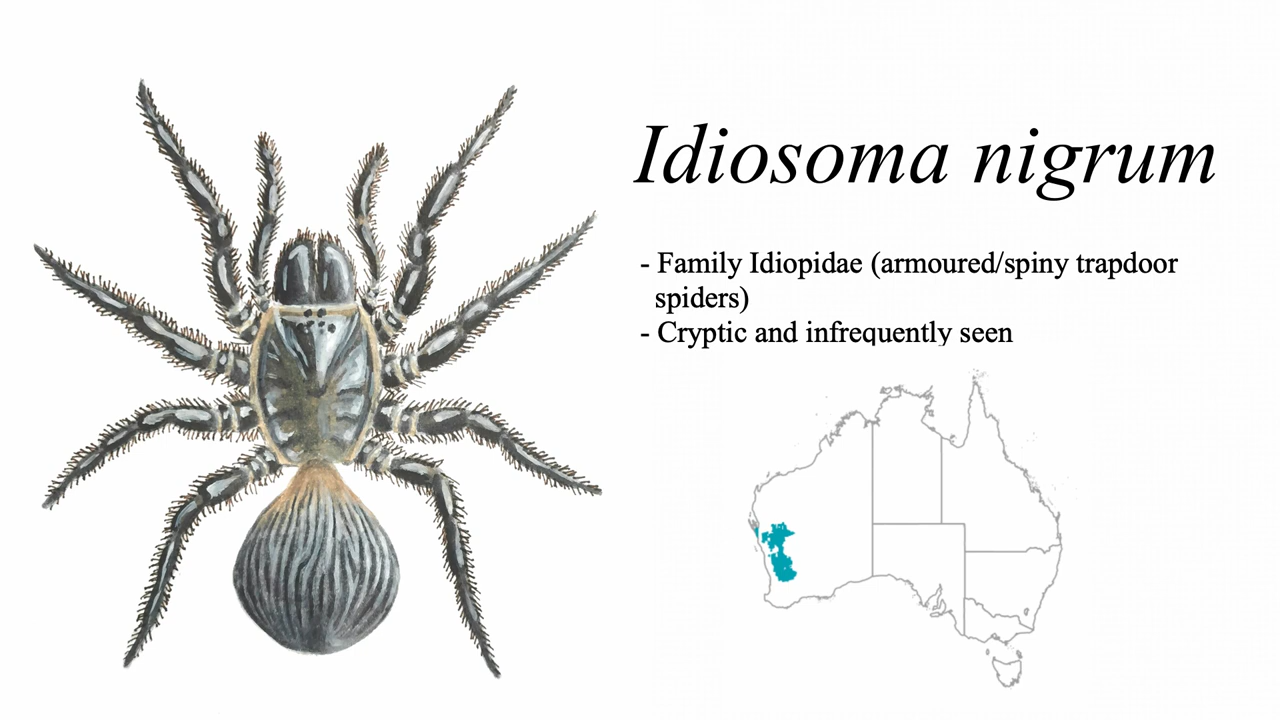 Idiosoma nigrum
- Family Idiopidae (armoured/spiny trapdoor
spiders)
- Cryptic and infrequently seen